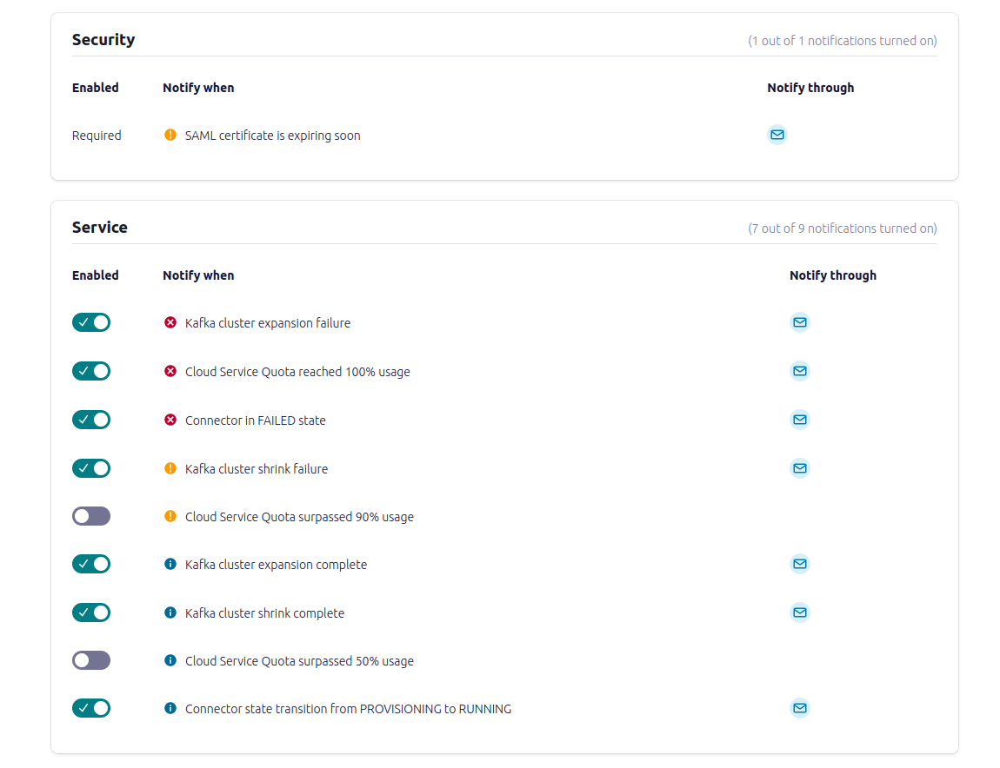 Security
(1 out of 1 notifications turned on)
Enabled Notify when Notify through
Required SAML certificate is expiring soon
Service
(7 out of 9 notifications turned on)
Enabled Notify when Notify through
Kafka cluster expansion failure
Cloud Service Quota reached 100% usage
Connector in FAILED state
Kafka cluster shrink failure
Cloud Service Quota surpassed 90% usage
Kafka cluster expansion complete
Kafka cluster shrink complete
Cloud Service Quota surpassed 50% usage
Connector state transition from PROVISIONING to RUNNING